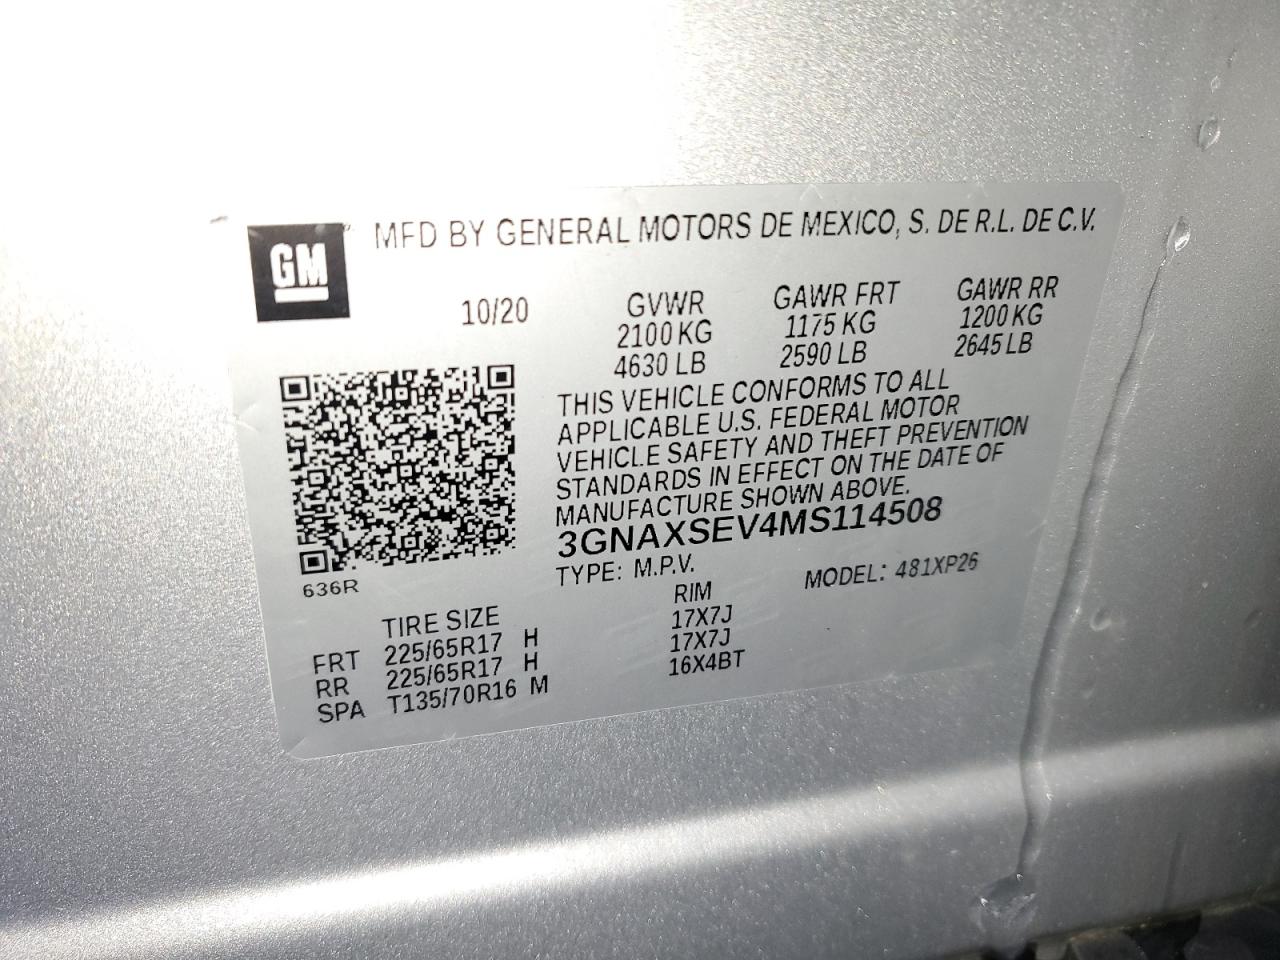 GM
MFD BY GENERAL MOTORS DE MEXICO, S. DE R.L. DE C.V.
10/20 GVWR GAWR FRT GAWR RR
2100 KG 1175 KG 1200 KG
4630 LB 2590 LB 2645 LB
THIS VEHICLE CONFORMS TO ALL
APPLICABLE U.S. FEDERAL MOTOR
VEHICLE SAFETY AND THEFT PREVENTION
STANDARDS IN EFFECT ON THE DATE OF
MANUFACTURE SHOWN ABOVE.
3GNAXSEV4MS114508
TYPE: M.P.V. MODEL: 481XP26
636R
TIRE SIZE RIM
FRT 225/65R17 H 17X7J
RR 225/65R17 H 17X7J
SPA T135/70R16 M 16X4BT